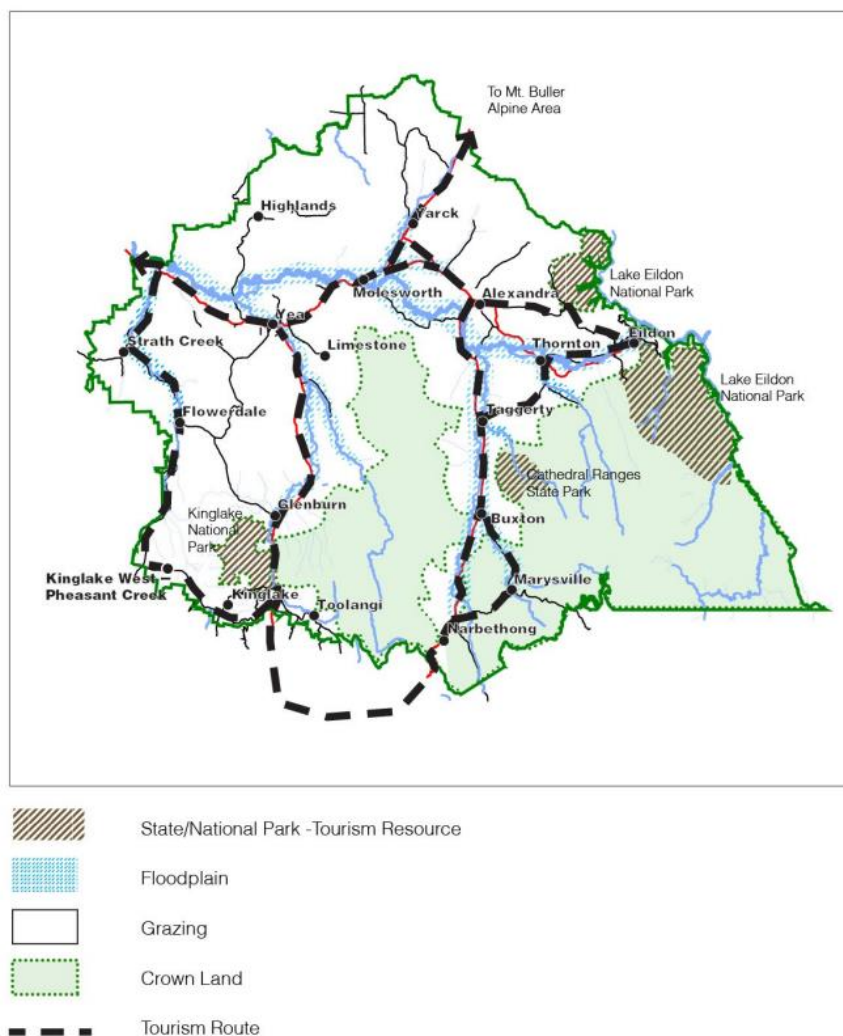 To Mt. Buller
Alpine Area
Highlands
Yarck
Lake Eildon
National Park
Molesworth
Alexandra
Yea
Eildon
Strath Creek
Limestone
Thornton
Lake Eildon
National Park
Flowerdale
Taggerty
Cathedral Ranges
State Park
Glenburn
Buxton
Kinglake
National
Park
Kinglake West –
Pheasant Creek
Kinglake
Toolangi
Marysville
Narbethong
State/National Park -Tourism Resource
Floodplain
Grazing
Crown Land
Tourism Route